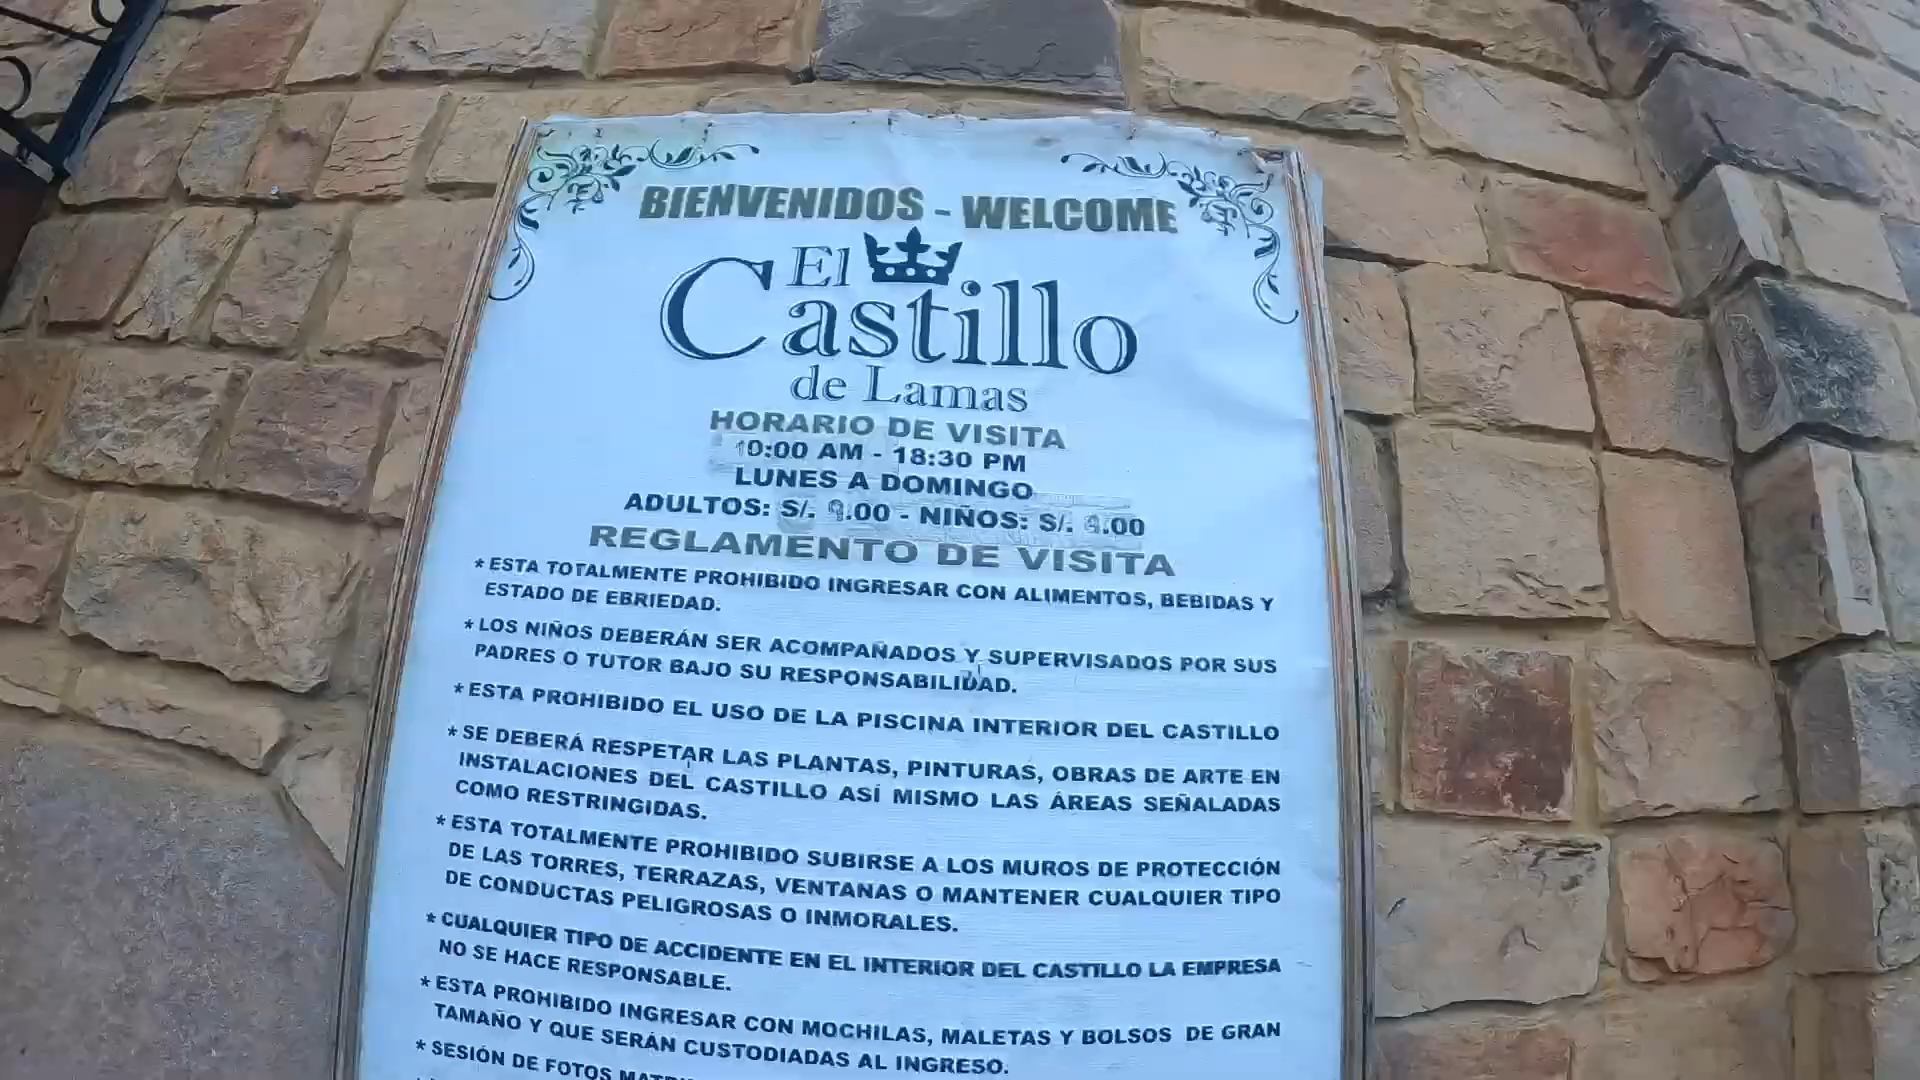 BIENVENIDOS - WELCOME
El
Castillo
de Lamas
HORARIO DE VISITA
10:00 AM - 18:30 PM
LUNES A DOMINGO
ADULTOS: S/. 9.00 - NIÑOS: S/. .00
REGLAMENTO DE VISITA
* ESTA TOTALMENTE PROHIBIDO INGRESAR CON ALIMENTOS, BEBIDAS Y
ESTADO DE EBRIEDAD.
* LOS NIÑOS DEBERÁN SER ACOMPAÑADOS Y SUPERVISADOS POR SUS
PADRES O TUTOR BAJO SU RESPONSABILIDAD.
* ESTA PROHIBIDO EL USO DE LA PISCINA INTERIOR DEL CASTILLO
* SE DEBERÁ RESPETAR LAS PLANTAS, PINTURAS, OBRAS DE ARTE EN
INSTALACIONES DEL CASTILLO ASÍ MISMO LAS ÁREAS SEÑALADAS
COMO RESTRINGIDAS.
* ESTA TOTALMENTE PROHIBIDO SUBIRSE A LOS MUROS DE PROTECCIÓN
DE LAS TORRES, TERRAZAS, VENTANAS O MANTENER CUALQUIER TIPO
DE CONDUCTAS PELIGROSAS O INMORALES.
* CUALQUIER TIPO DE ACCIDENTE EN EL INTERIOR DEL CASTILLO LA EMPRESA
NO SE HACE RESPONSABLE.
* ESTA PROHIBIDO INGRESAR CON MOCHILAS, MALETAS Y BOLSOS DE GRAN
TAMAÑO Y QUE SERÁN CUSTODIADAS AL INGRESO.
* SESIÓN DE FOTOS